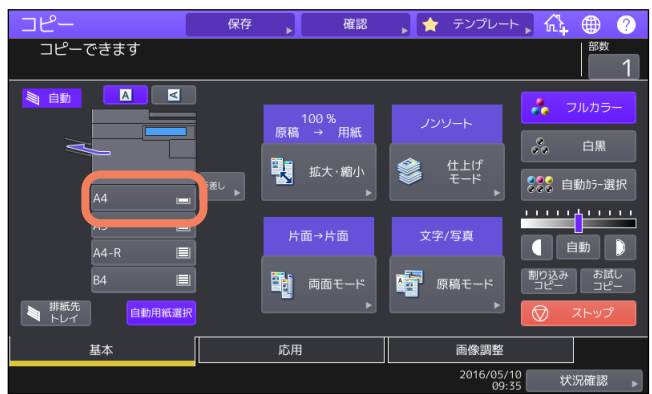 コピー
保存
確認
テンプレート
?
コピーできます
部数
1
自動
A
A
100 %
原稿 → 用紙
ノンソート
フルカラー
拡大・縮小
仕上げ
モード
白黒
差し
自動カラー選択
A4
A4-R
B4
片面→片面
文字/写真
自動
両面モード
原稿モード
割り込み
コピー
お試し
コピー
排紙先
トレイ
自動用紙選択
ストップ
基本
応用
画像調整
2016/05/10
09:35
状況確認